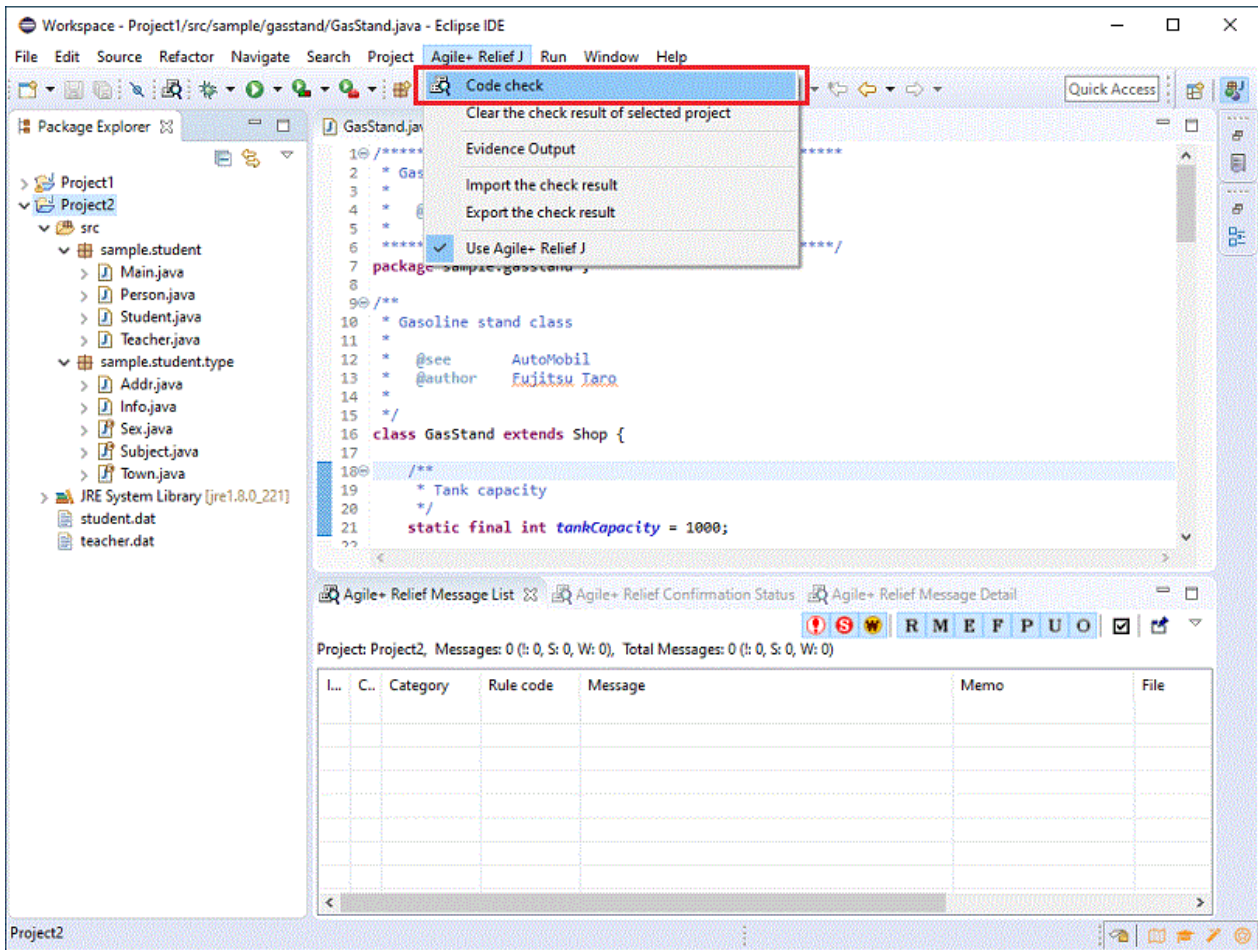 Workspace - Project1/src/sample/gasstand/GasStand.java - Eclipse IDE
File Edit Source Refactor Navigate Search Project Agile+ Relief J Run Window Help
Quick Access
Code check
Clear the check result of selected project
Evidence Output
Import the check result
Export the check result
Use Agile+ Relief J
Package Explorer
Project1
Project2
src
sample.student
Main.java
Person.java
Student.java
Teacher.java
sample.student.type
Addr.java
Info.java
Sex.java
Subject.java
Town.java
JRE System Library [jre1.8.0_221]
student.dat
teacher.dat
GasStand.jav
1 /***** *****
2 * Gas
3 *
4 *
5 *
6 ***** ****/
7 package sample.gasstand ;
8
9 /**
10 * Gasoline stand class
11 *
12 * @see AutoMobil
13 * @author Fujitsu Taro
14 *
15 */
16 class GasStand extends Shop {
17
18 /**
19 * Tank capacity
20 */
21 static final int tankCapacity = 1000;
22
Agile+ Relief Message List Agile+ Relief Confirmation Status Agile+ Relief Message Detail
! S W R M E F P U O
Project: Project2, Messages: 0 (!: 0, S: 0, W: 0), Total Messages: 0 (!: 0, S: 0, W: 0)
I... C.. Category Rule code Message Memo File
Project2